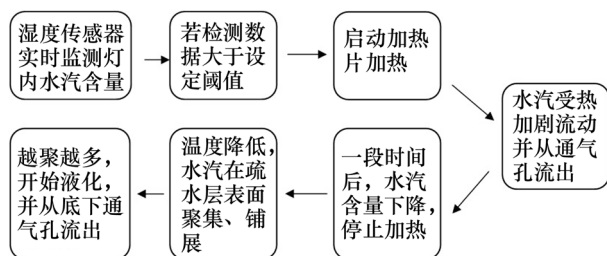 湿度传感器
实时监测灯
内水汽含量
若检测数
据大于设
定阈值
启动加热
片加热
水汽受热
加剧流动
并从通气
孔流出
一段时间
后，水汽
含量下降，
停止加热
温度降低，
水汽在疏
水层表面
聚集、铺
展
越聚越多，
开始液化，
并从底下通
气孔流出